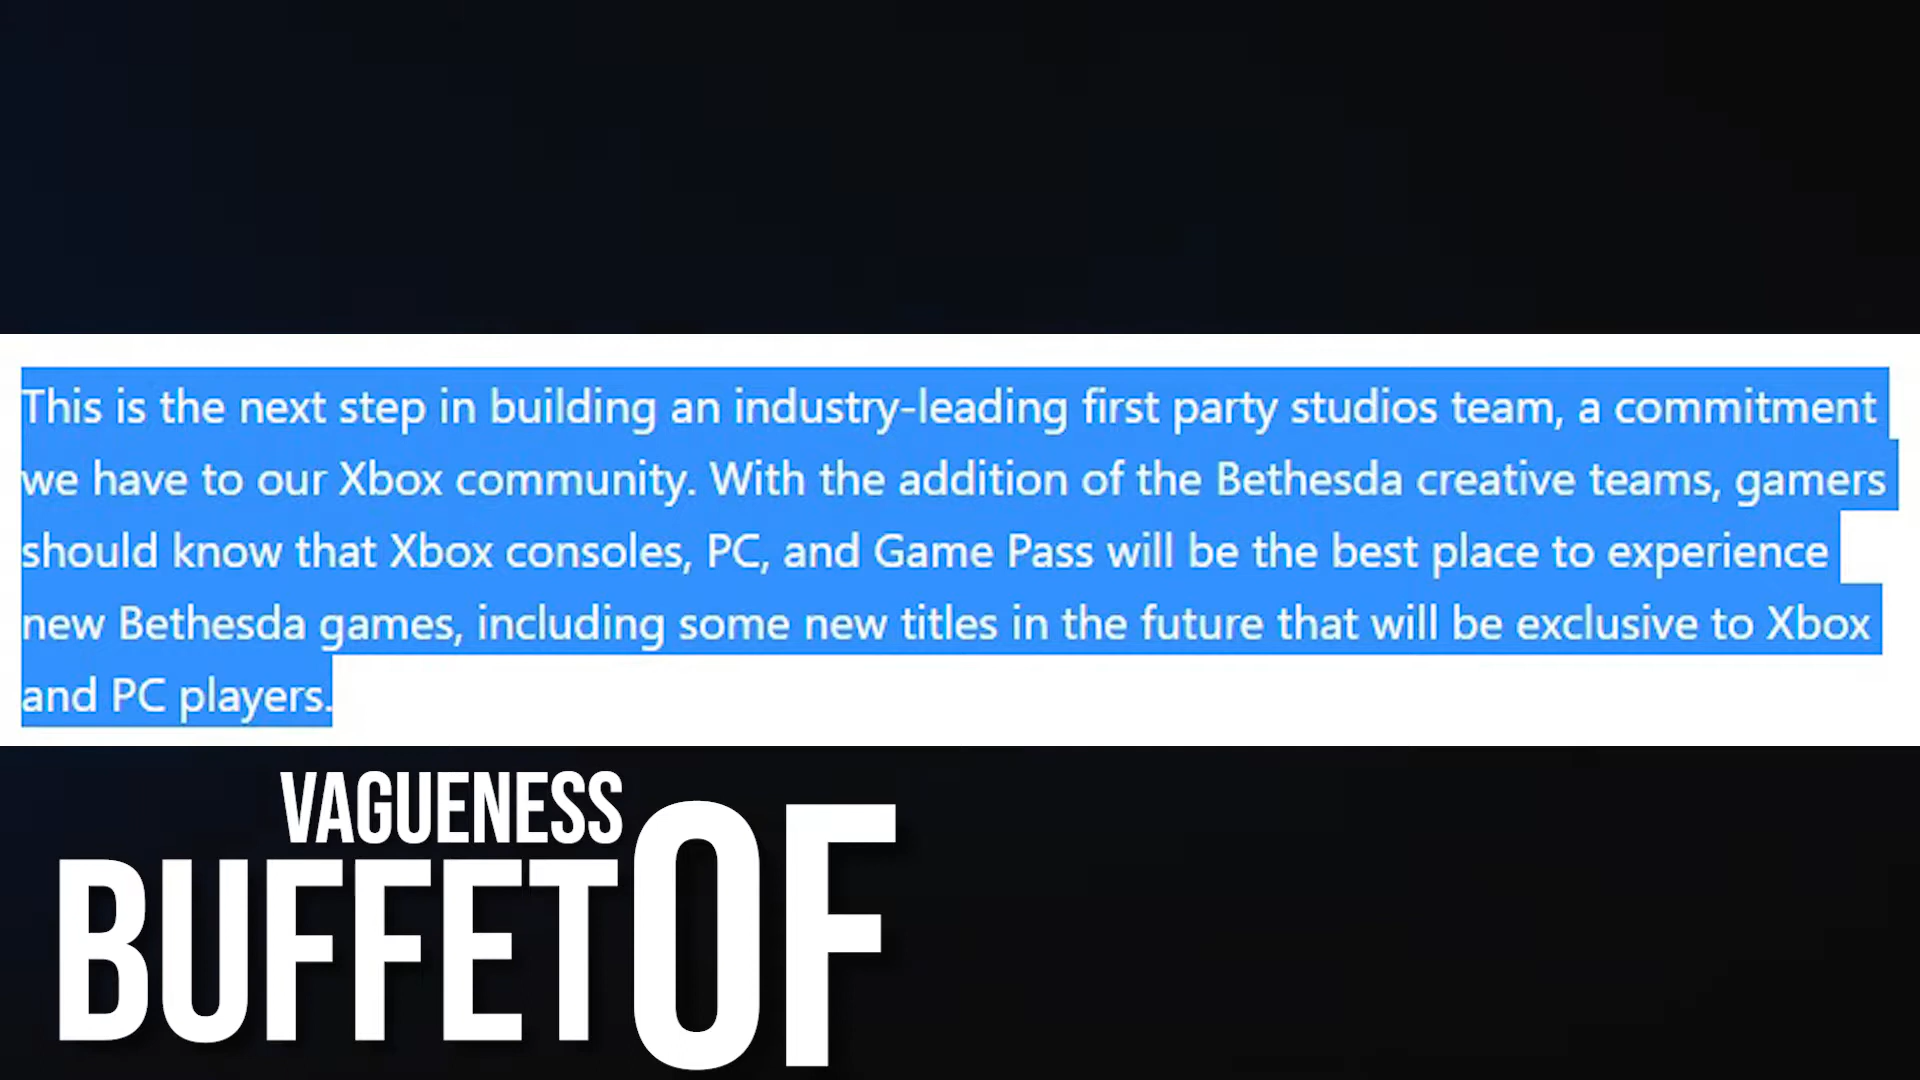 This is the next step in building an industry-leading first party studios team, a commitment
we have to our Xbox community. With the addition of the Bethesda creative teams, gamers
should know that Xbox consoles, PC, and Game Pass will be the best place to experience
new Bethesda games, including some new titles in the future that will be exclusive to Xbox
and PC players.
VAGUENESS
BUFFET OF